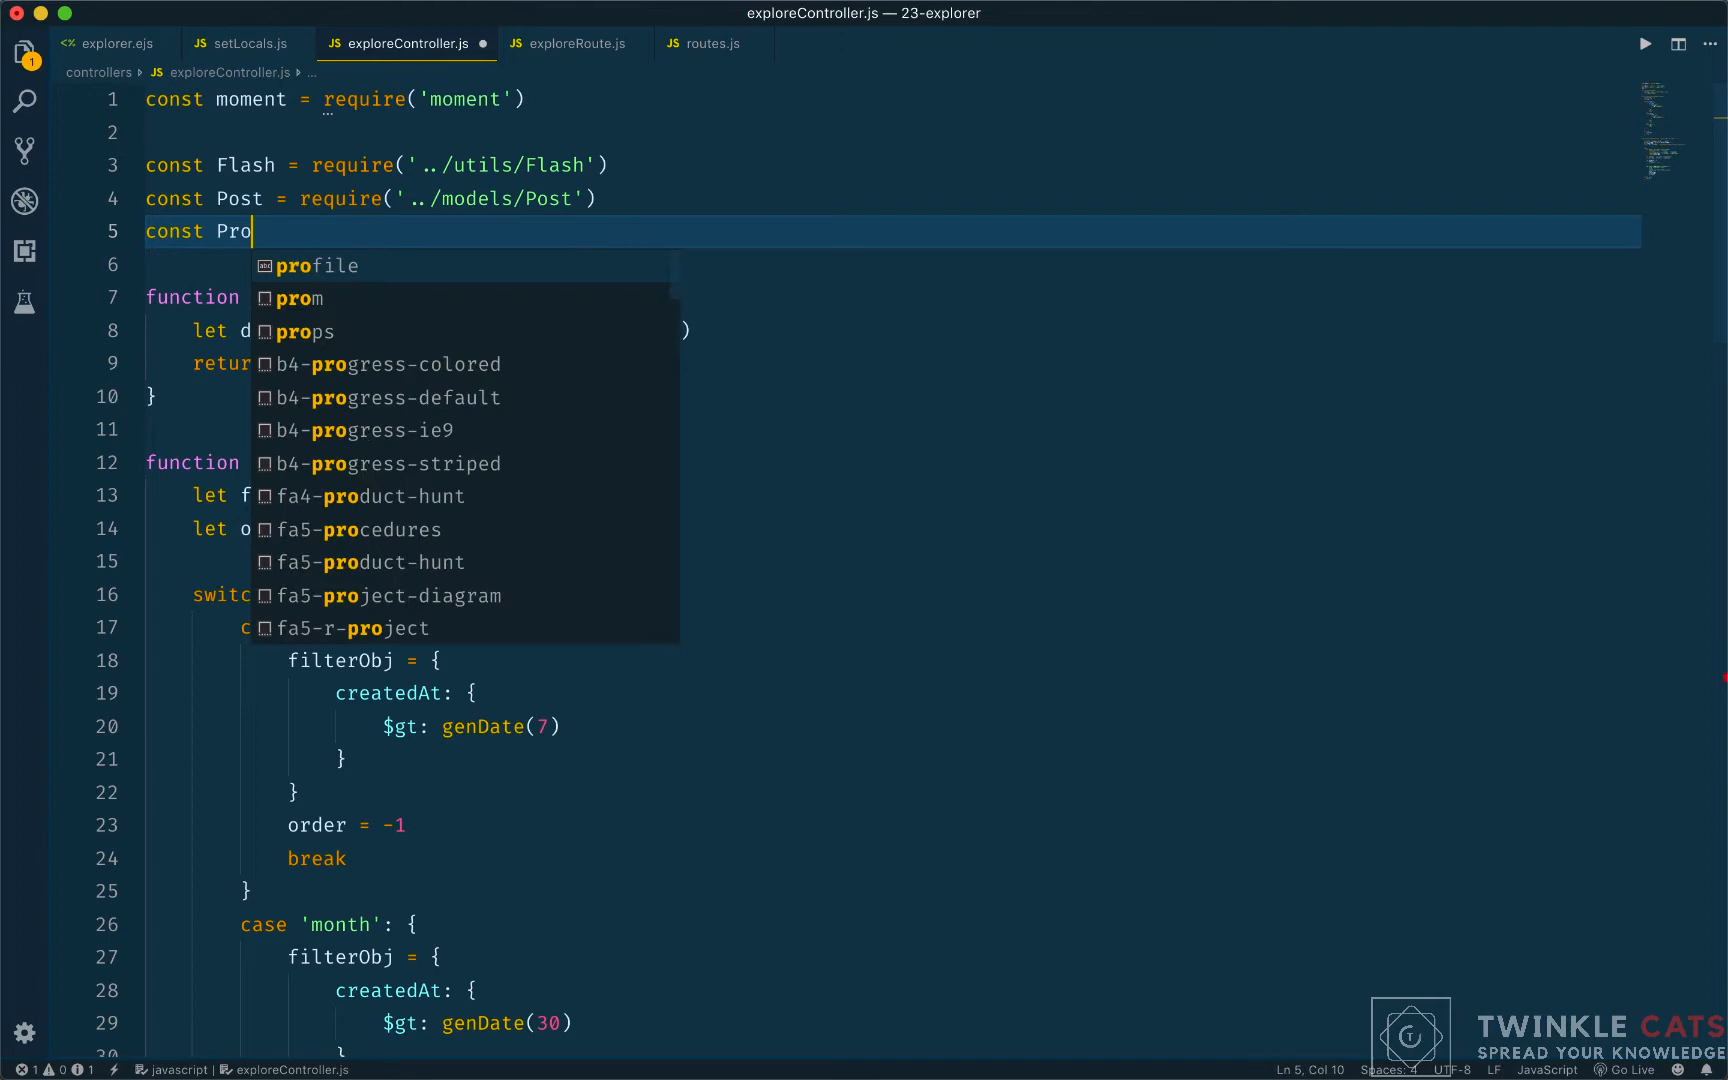 exploreController.js — 23-explorer
<% explorer.ejs
JS setLocals.js
JS exploreController.js
JS exploreRoute.js
JS routes.js
1
controllers JS exploreController.js ...
1 const moment = require('moment')
2
3 const Flash = require('../utils/Flash')
4 const Post = require('../models/Post')
5 const Pro
6
abc profile
7 function
prom
8 let d )
props
9 retur
b4-progress-colored
10 }
b4-progress-default
11
b4-progress-ie9
12 function
b4-progress-striped
13 let f
fa4-product-hunt
14 let o
fa5-procedures
15
fa5-product-hunt
16 switc
fa5-project-diagram
17 c
fa5-r-project
18 filterObj = {
19 createdAt: {
20 $gt: genDate(7)
21 }
22 }
23 order = -1
24 break
25 }
26 case 'month': {
27 filterObj = {
28 createdAt: {
29 $gt: genDate(30)
30 }
TWINKLE CATS
SPREAD YOUR KNOWLEDGE
1 0 1 javascript exploreController.js
Ln 5, Col 10 Spaces: 4 UTF-8 LF JavaScript Go Live